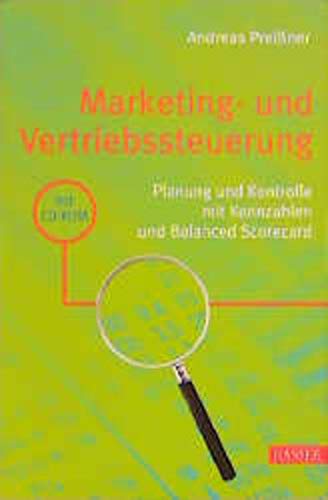 Andreas Preißner
Marketing- und
Vertriebssteuerung
Planung und Kontrolle
mit Kennzahlen
und Balanced Scorecard
MIT
CD-ROM
HANSER